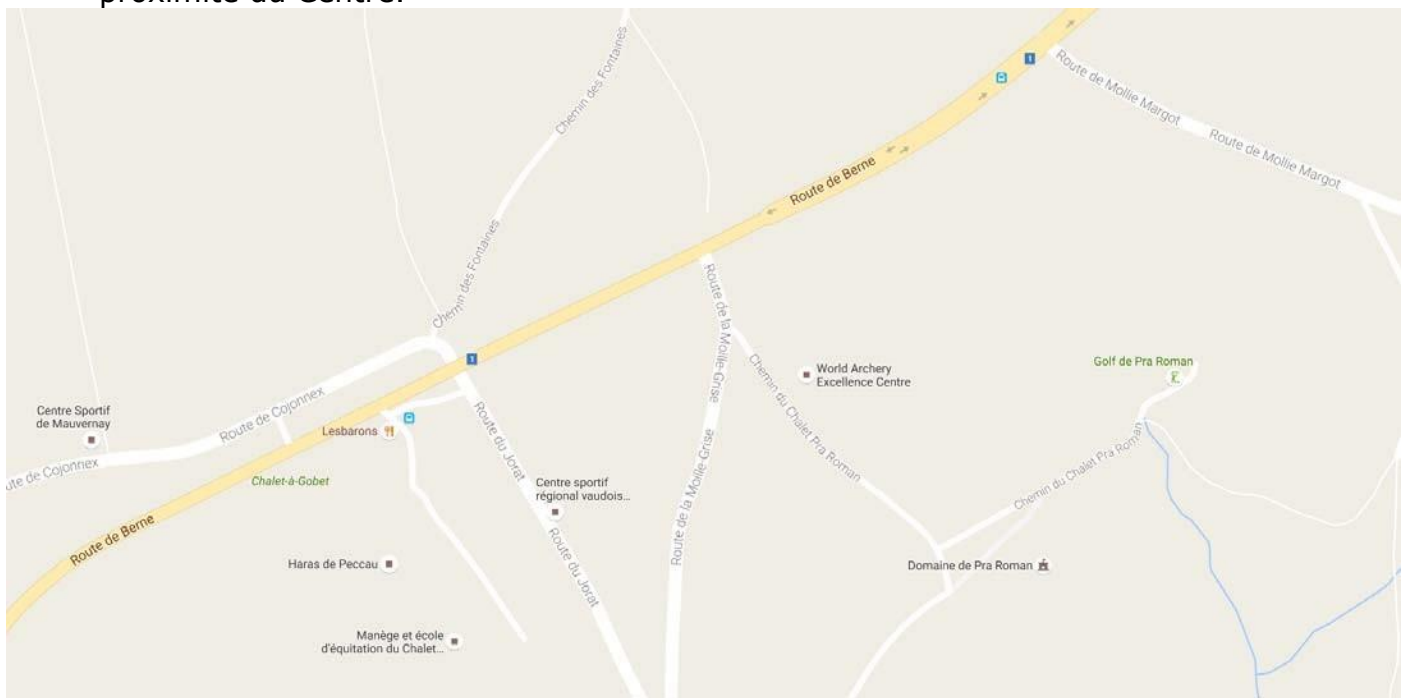 proximité du Centre.
Chemin des Fontaines
Route de Mollie Margot
Route de Mollie Margot
1
Route de Berne
Chemin des Fontaines
Route de la Mollie-Grise
Chemin du Chalet Pra Roman
World Archery
Excellence Centre
Golf de Pra Roman
1
Centre Sportif
de Mauvernay
Route de Cojonnex
ute de Cojonnex
Lesbarons
Route du Jorat
Chalet-à-Gobet
Centre sportif
régional vaudois...
Route de la Mollie-Grise
Chemin du Chalet Pra Roman
Route de Berne
Haras de Peccau
Route du Jorat
Domaine de Pra Roman
Manège et école
d'équitation du Chalet...